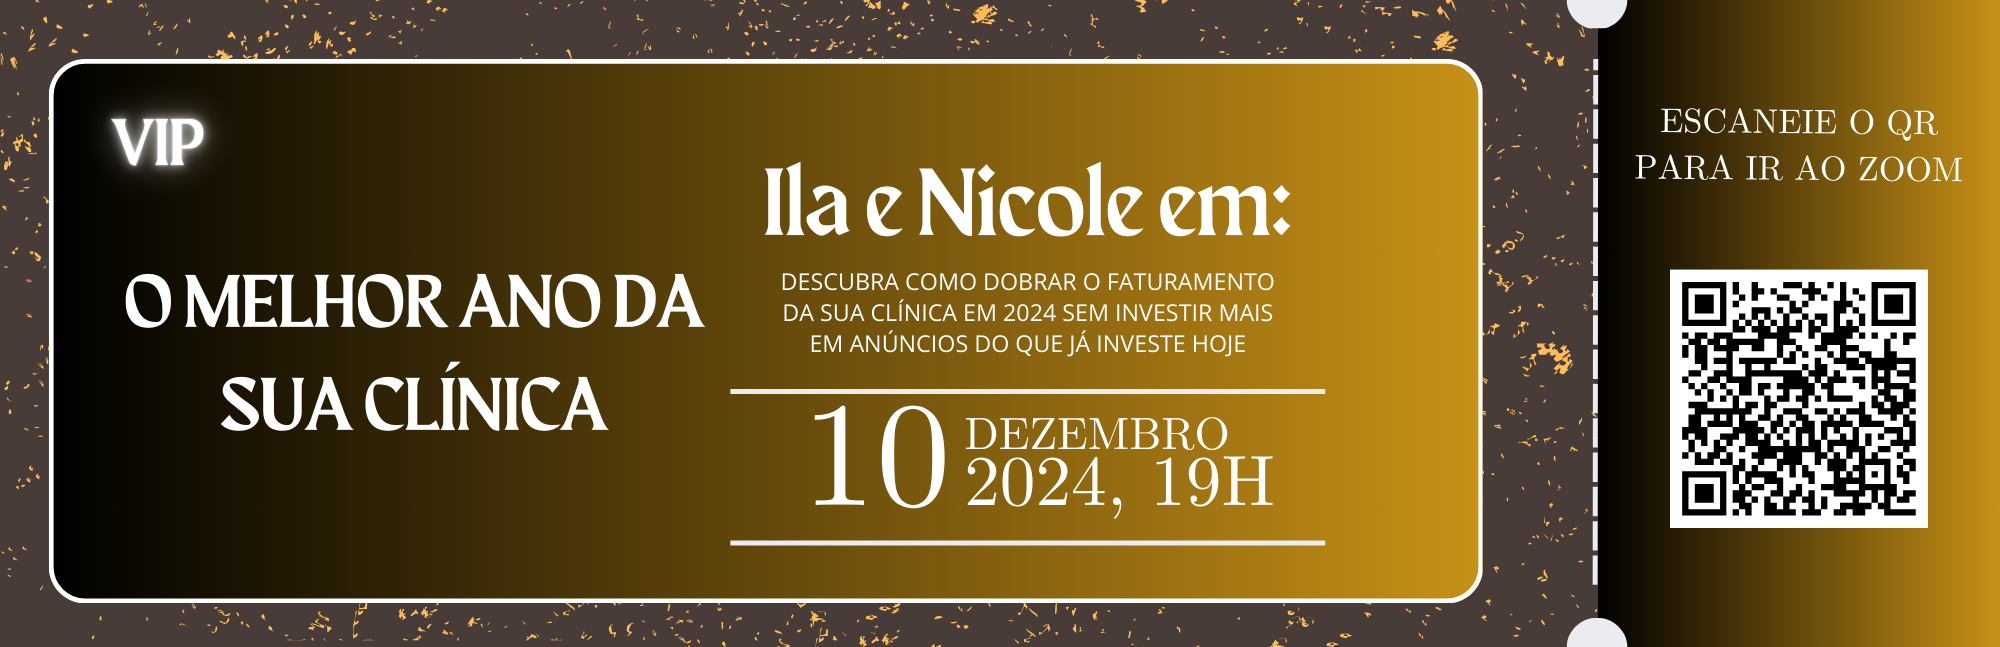 VIP
O MELHOR ANO DA
SUA CLÍNICA
Ila e Nicole em:
DESCUBRA COMO DOBRAR O FATURAMENTO
DA SUA CLÍNICA EM 2024 SEM INVESTIR MAIS
EM ANÚNCIOS DO QUE JÁ INVESTE HOJE
10 DEZEMBRO
2024, 19H
ESCANEIE O QR
PARA IR AO ZOOM